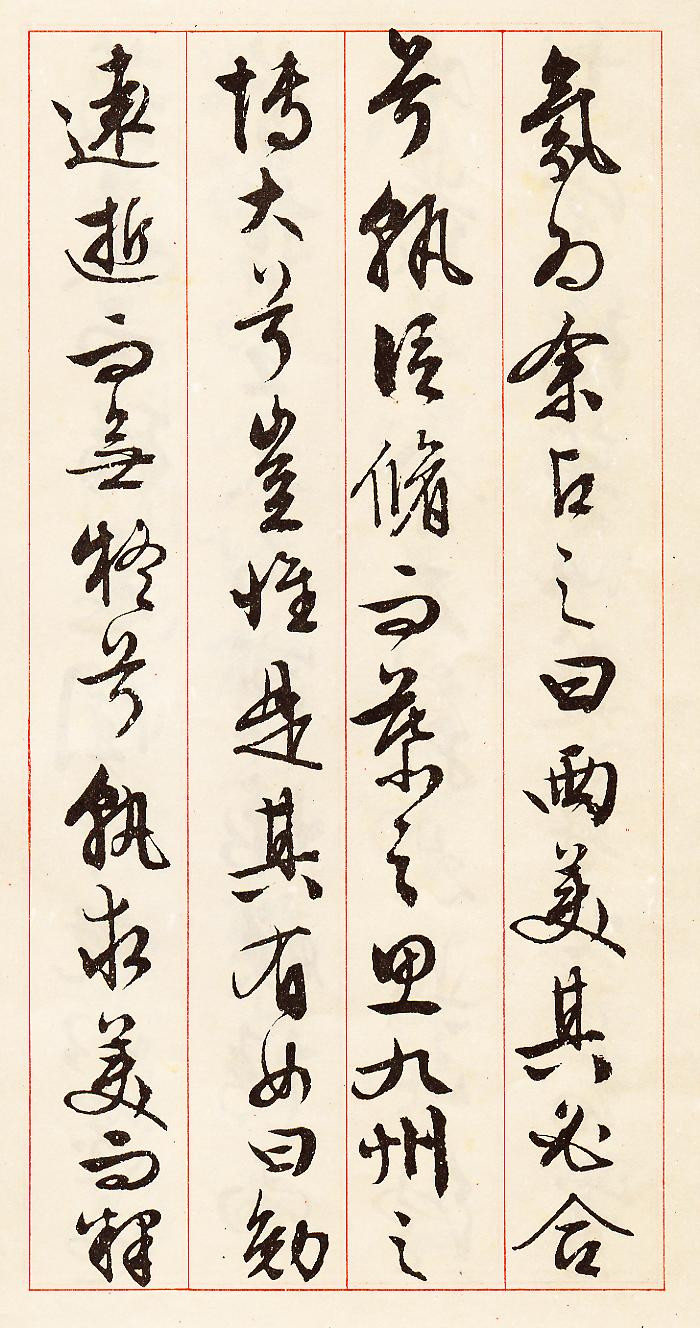 氛為余占之曰兩美其必合
兮孰信脩而慕之思九州之
博大兮豈惟是其有女曰勉
遠逝而無疑兮孰求美而釋